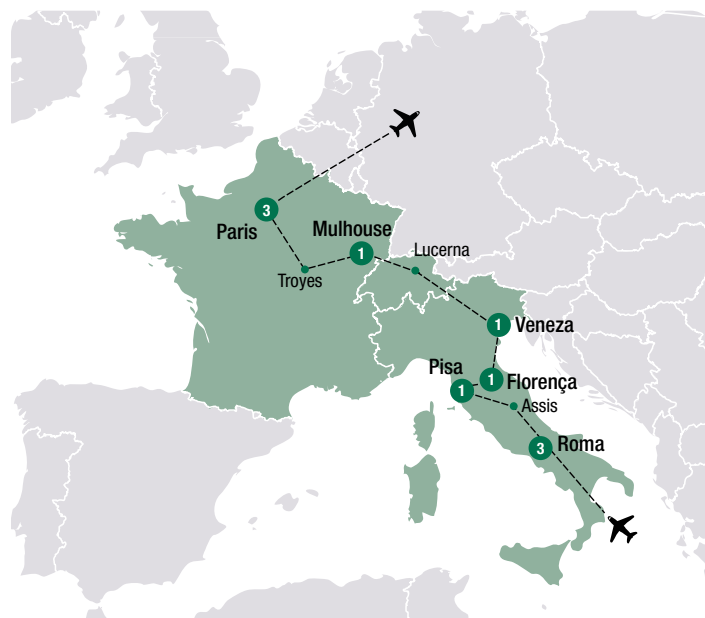 3
Paris
Mulhouse
1
Lucerna
Troyes
1
Veneza
Pisa
1
1
Florença
Assis
3
Roma